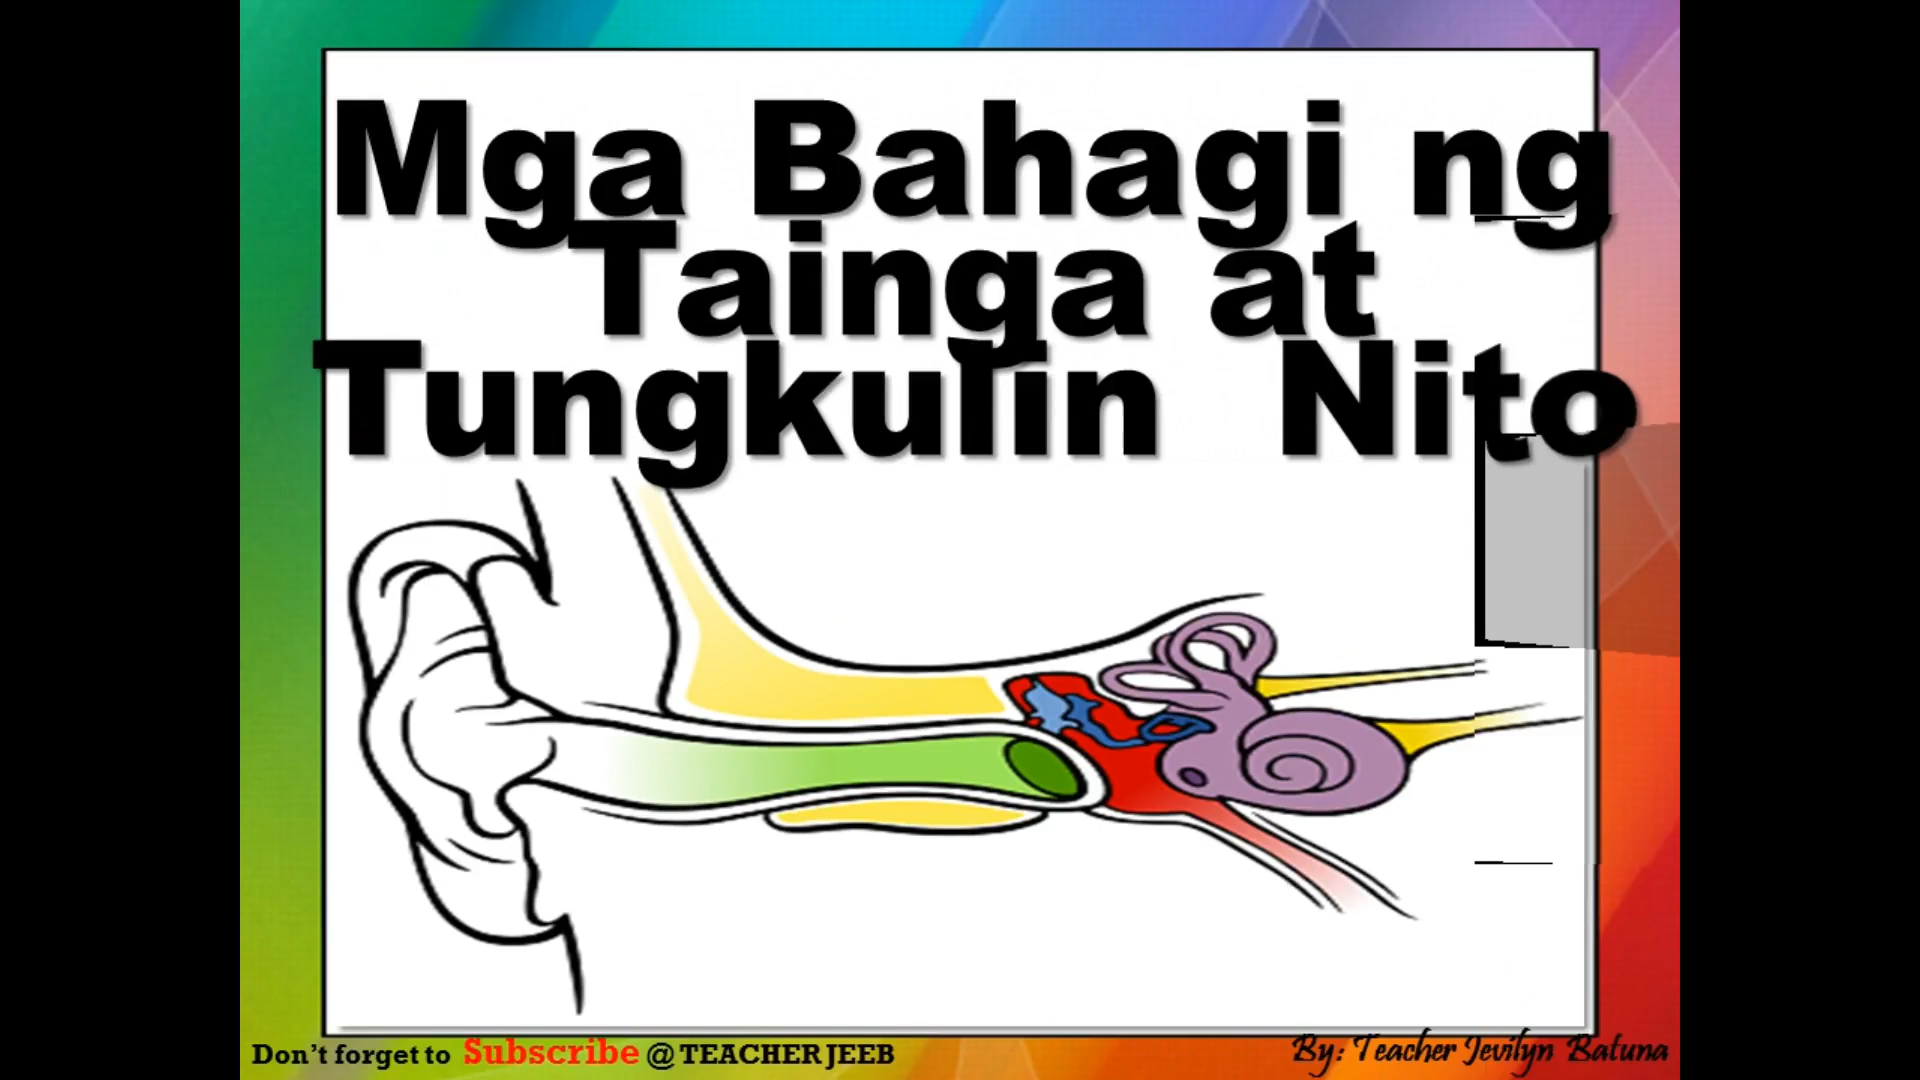 Mga Bahagi ng
Tainga at
Tungkulin Nito
Don't forget to Subscribe @ TEACHER JEEB
By: Teacher Jevilyn Batuna